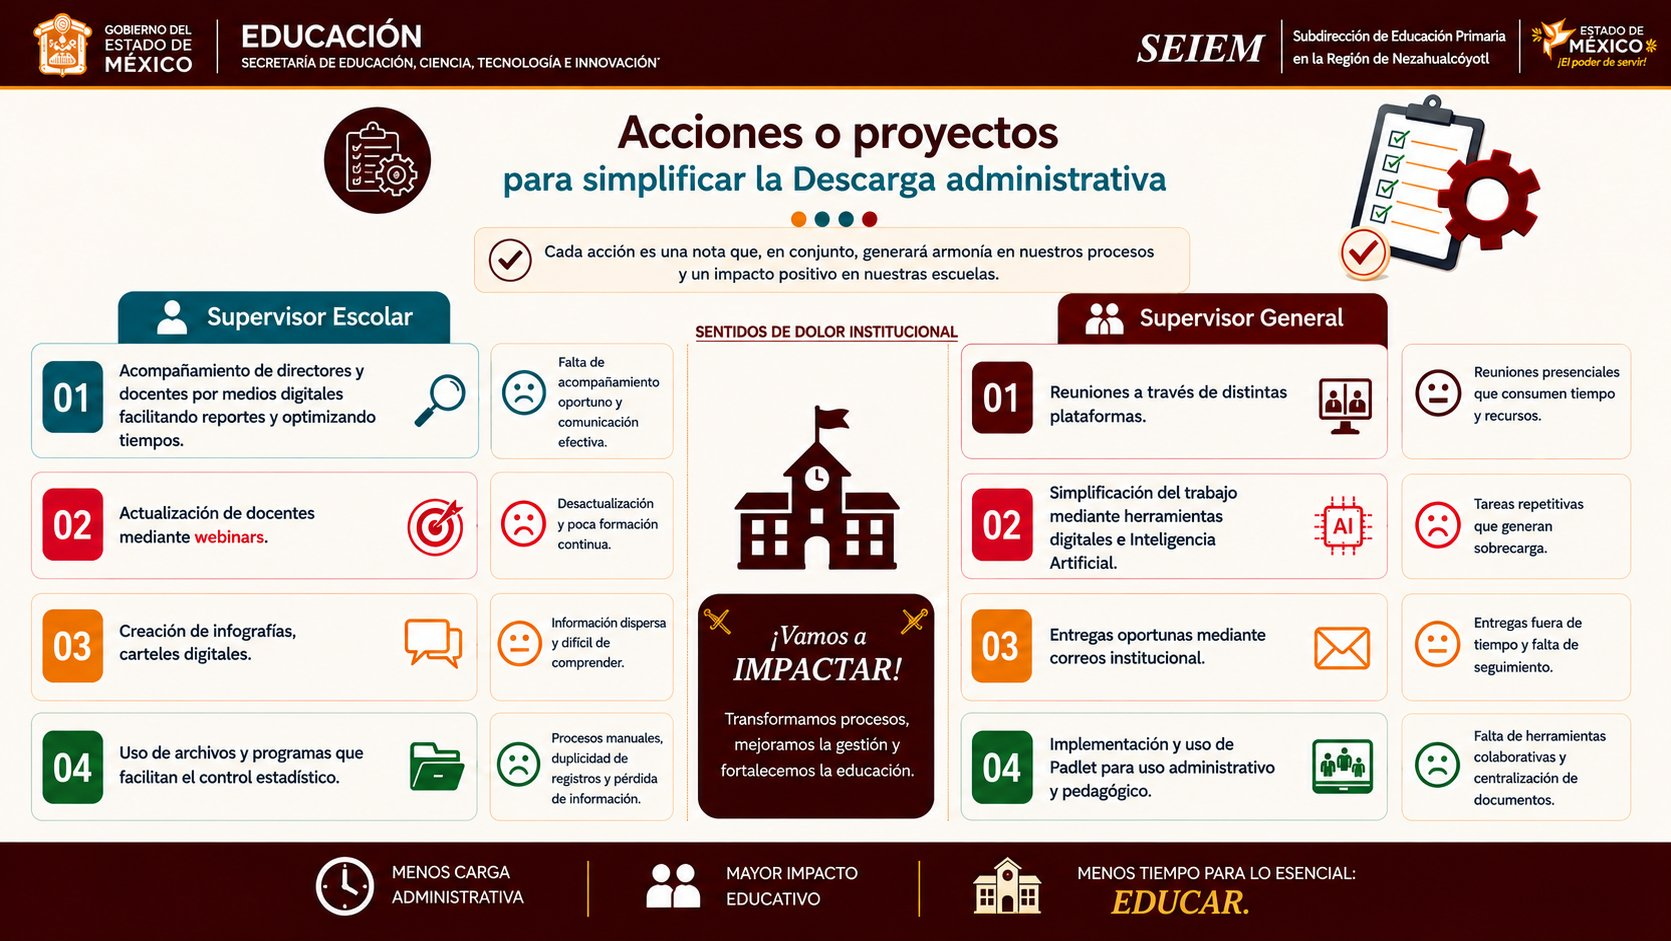 GOBIERNO DEL
ESTADO DE
MÉXICO
EDUCACIÓN
SECRETARÍA DE EDUCACIÓN, CIENCIA, TECNOLOGÍA E INNOVACIÓN
SEIEM
Subdirección de Educación Primaria
en la Región de Nezahualcóyotl
ESTADO DE
MÉXICO
¡El poder de servir!
Acciones o proyectos
para simplificar la Descarga administrativa
Cada acción es una nota que, en conjunto, generará armonía en nuestros procesos
y un impacto positivo en nuestras escuelas.
Supervisor Escolar
01
Acompañamiento de directores y
docentes por medios digitales
facilitando reportes y optimizando
tiempos.
Falta de
acompañamiento
oportuno y
comunicación
efectiva.
02
Actualización de docentes
mediante webinars.
Desactualización
y poca formación
continua.
03
Creación de infografías,
carteles digitales.
Información dispersa
y difícil de
comprender.
04
Uso de archivos y programas que
facilitan el control estadístico.
Procesos manuales,
duplicidad de
registros y pérdida
de información.
SENTIDOS DE DOLOR INSTITUCIONAL
¡Vamos a
IMPACTAR!
Transformamos procesos,
mejoramos la gestión y
fortalecemos la educación.
Supervisor General
01
Reuniones a través de distintas
plataformas.
Reuniones presenciales
que consumen tiempo
y recursos.
02
Simplificación del trabajo
mediante herramientas
digitales e Inteligencia
Artificial.
AI
Tareas repetitivas
que generan
sobrecarga.
03
Entregas oportunas mediante
correos institucional.
Entregas fuera de
tiempo y falta de
seguimiento.
04
Implementación y uso de
Padlet para uso administrativo
y pedagógico.
Falta de herramientas
colaborativas y
centralización de
documentos.
MENOS CARGA
ADMINISTRATIVA
MAYOR IMPACTO
EDUCATIVO
MENOS TIEMPO PARA LO ESENCIAL:
EDUCAR.